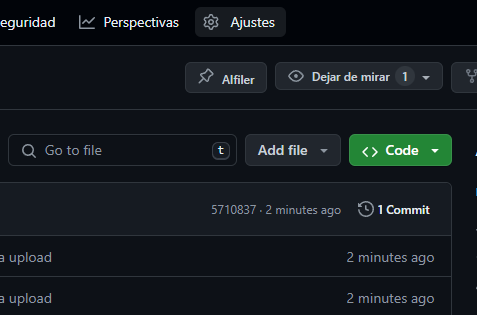 eguridad Perspectivas Ajustes
Alfiler Dejar de mirar 1
Go to file t Add file Code
5710837 · 2 minutes ago 1 Commit
a upload 2 minutes ago
a upload 2 minutes ago